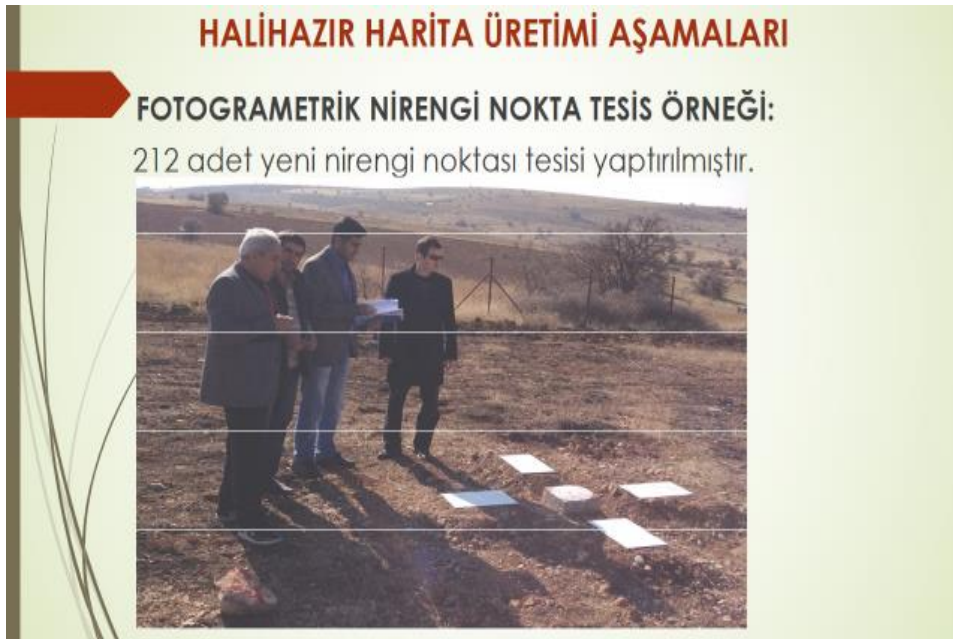 HALİHAZIR HARİTA ÜRETİMİ AŞAMALARI
FOTOGRAMETRİK NİRENGİ NOKTA TESİS ÖRNEĞİ:
212 adet yeni nirengi noktası tesisi yaptırılmıştır.